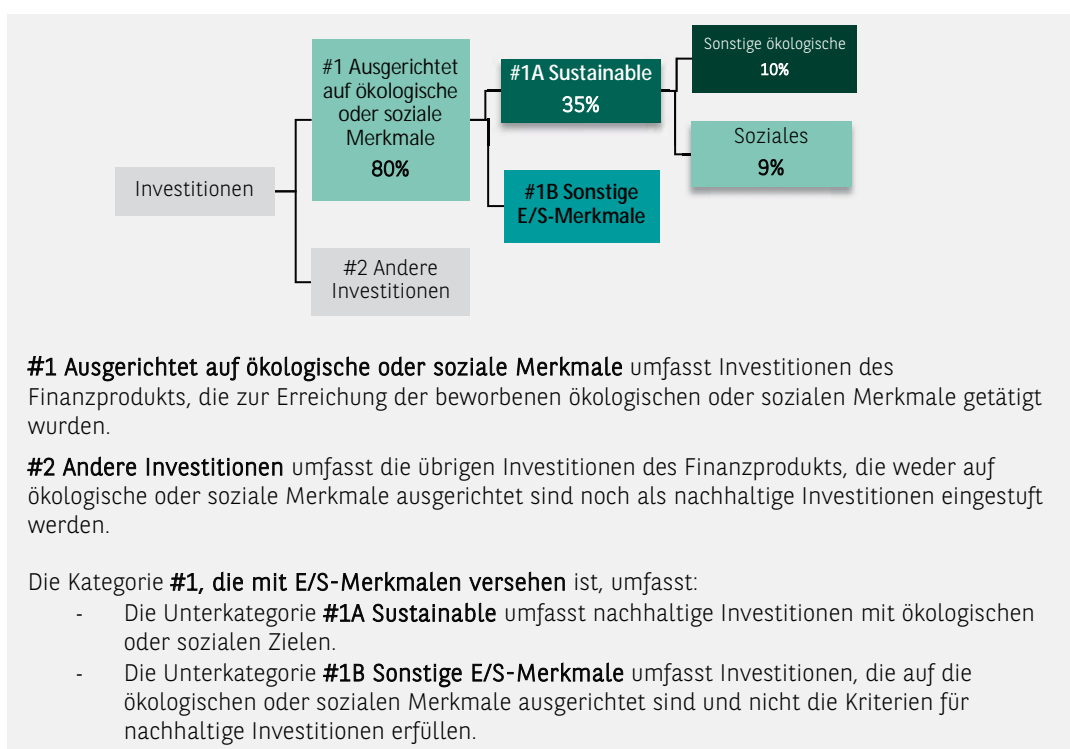 Investitionen
#1 Ausgerichtet
auf ökologische
oder soziale
Merkmale
80%
#2 Andere
Investitionen
#1A Sustainable
35%
#1B Sonstige
E/S-Merkmale
Sonstige ökologische
10%
Soziales
9%
#1 Ausgerichtet auf ökologische oder soziale Merkmale umfasst Investitionen des
Finanzprodukts, die zur Erreichung der beworbenen ökologischen oder sozialen Merkmale getätigt
wurden.
#2 Andere Investitionen umfasst die übrigen Investitionen des Finanzprodukts, die weder auf
ökologische oder soziale Merkmale ausgerichtet sind noch als nachhaltige Investitionen eingestuft
werden.
Die Kategorie #1, die mit E/S-Merkmalen versehen ist, umfasst:
- Die Unterkategorie #1A Sustainable umfasst nachhaltige Investitionen mit ökologischen
oder sozialen Zielen.
- Die Unterkategorie #1B Sonstige E/S-Merkmale umfasst Investitionen, die auf die
ökologischen oder sozialen Merkmale ausgerichtet sind und nicht die Kriterien für
nachhaltige Investitionen erfüllen.